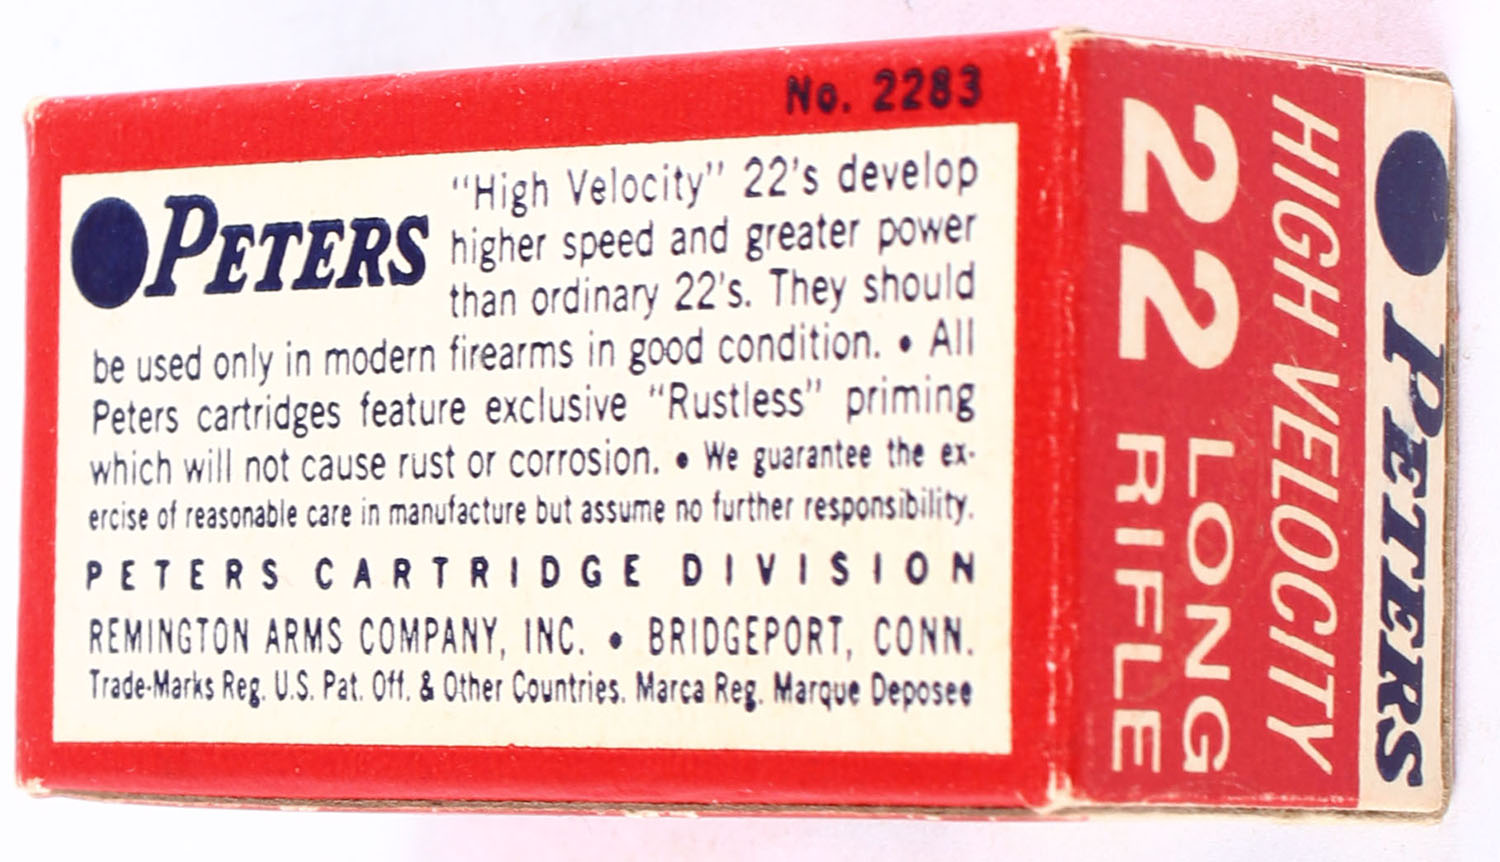 No. 2283
PETERS
"High Velocity" 22's develop
higher speed and greater power
than ordinary 22's. They should
be used only in modern firearms in good condition. • All
Peters cartridges feature exclusive "Rustless" priming
which will not cause rust or corrosion. • We guarantee the ex-
ercise of reasonable care in manufacture but assume no further responsibility.
PETERS CARTRIDGE DIVISION
REMINGTON ARMS COMPANY, INC. • BRIDGEPORT, CONN.
Trade-Marks Reg. U.S. Pat. Off. & Other Countries. Marca Reg. Marque Deposee
PETERS
HIGH VELOCITY
22 LONG
RIFLE